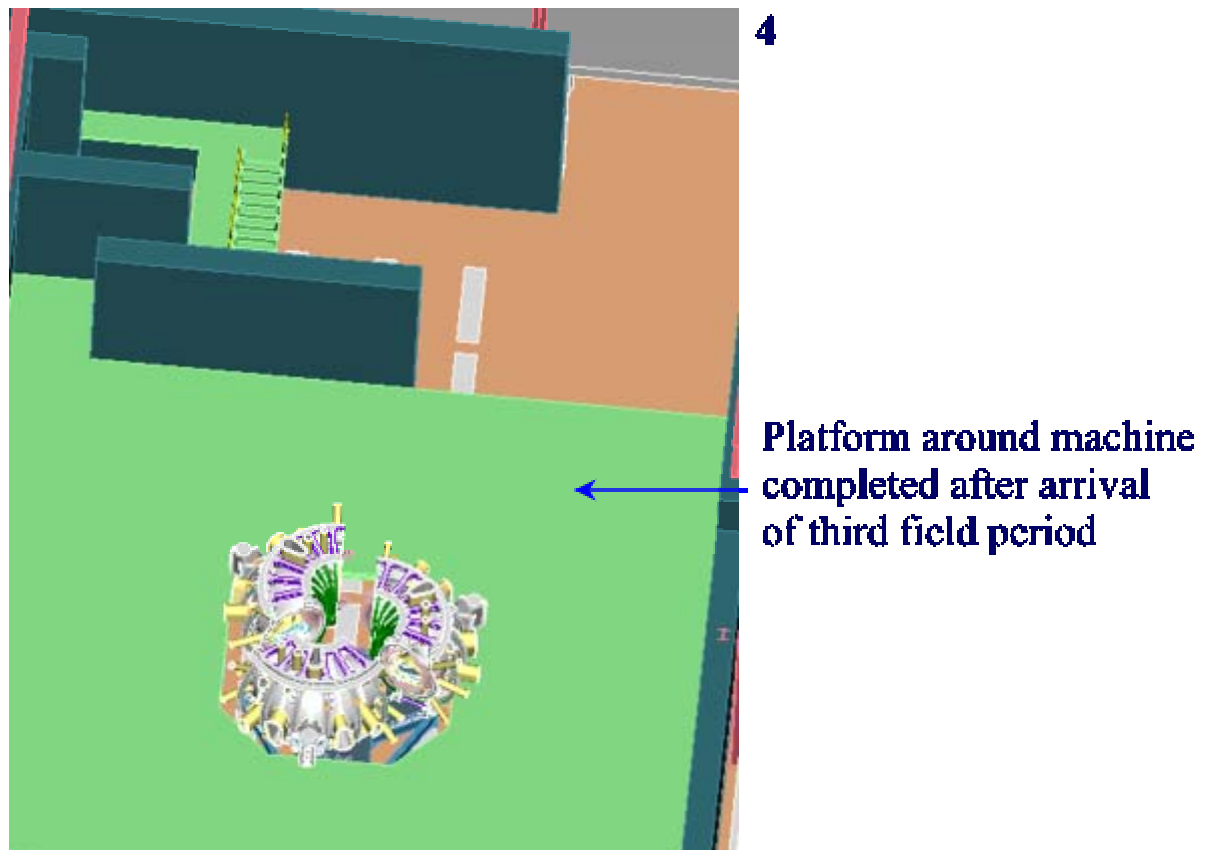 4
Platform around machine
completed after arrival
of third field period